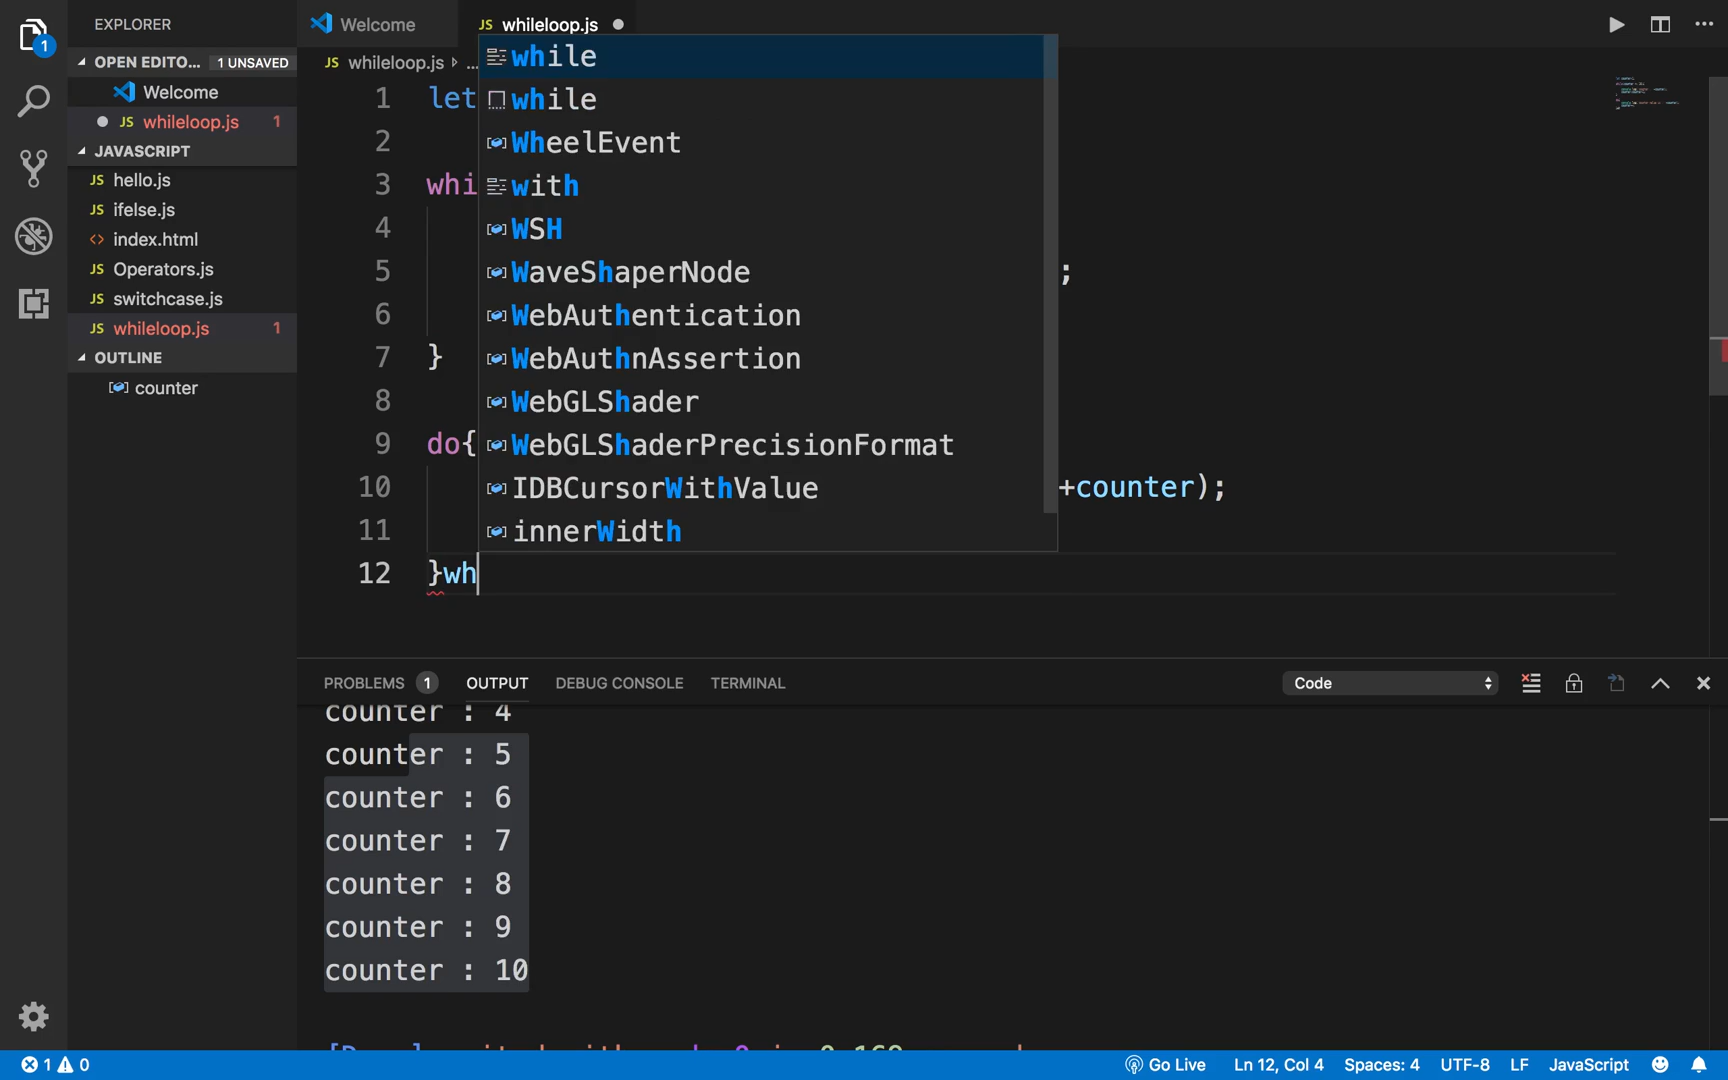 EXPLORER
Welcome
JS whileloop.js
1
OPEN EDITO... 1 UNSAVED
JS whileloop.js ...
Welcome
JS whileloop.js 1
JAVASCRIPT
JS hello.js
JS ifelse.js
<> index.html
JS Operators.js
JS switchcase.js
JS whileloop.js 1
OUTLINE
counter
while
while
WheelEvent
with
WSH
WaveShaperNode
WebAuthentication
WebAuthnAssertion
WebGLShader
WebGLShaderPrecisionFormat
IDBCursorWithValue
innerWidth
1 let
2
3 whi
4
5 ;
6
7 }
8
9 do{
10 +counter);
11
12 }wh
PROBLEMS 1 OUTPUT DEBUG CONSOLE TERMINAL Code
counter : 4
counter : 5
counter : 6
counter : 7
counter : 8
counter : 9
counter : 10
1 0 Go Live Ln 12, Col 4 Spaces: 4 UTF-8 LF JavaScript